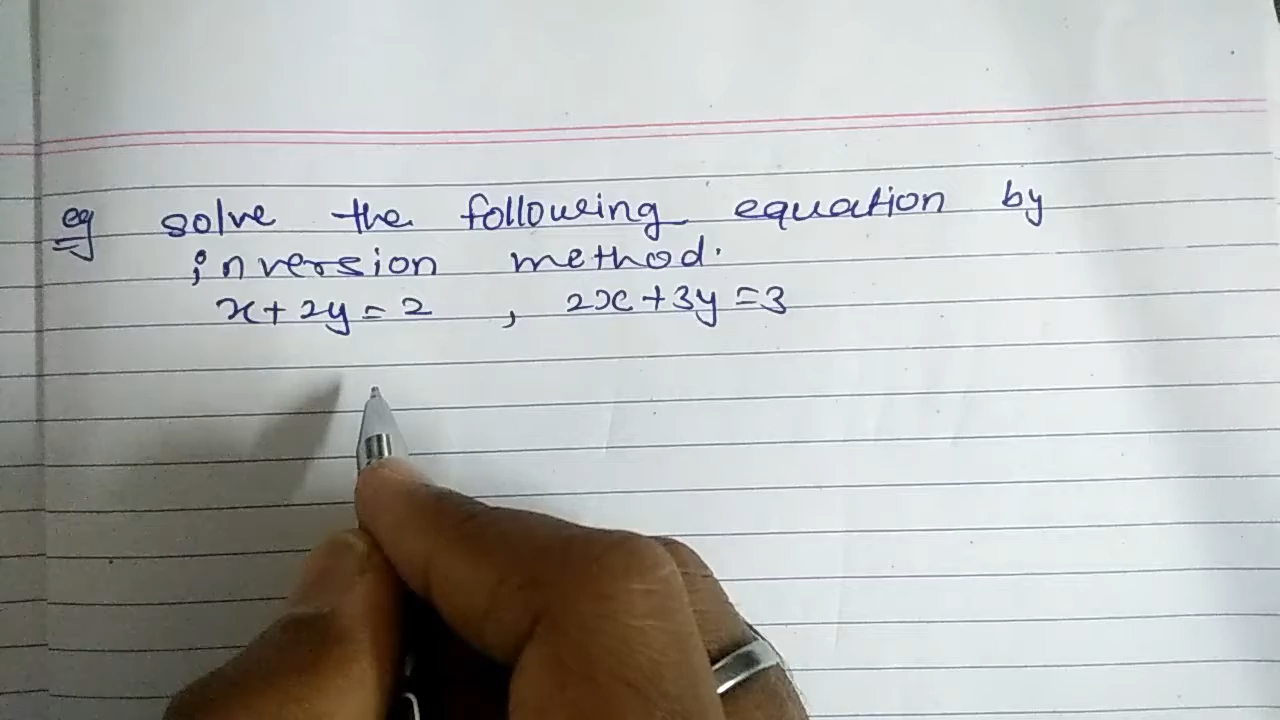 eg solve the following equation by
inversion method.
x+2y=2 , 2x+3y=3